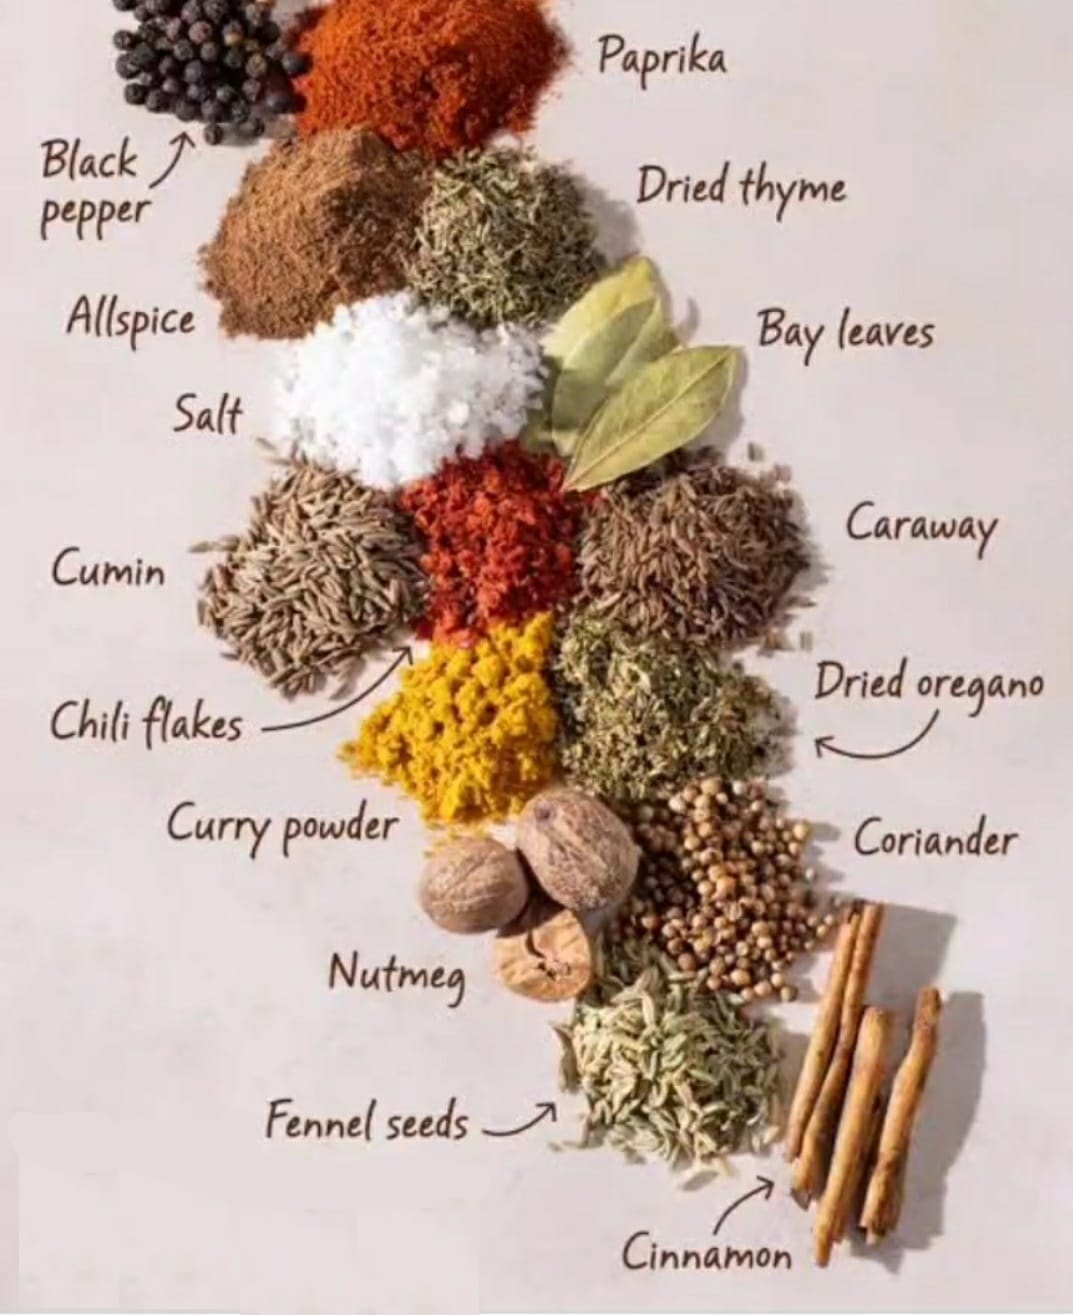 Paprika
Black
pepper
Dried thyme
Allspice
Bay leaves
Salt
Caraway
Cumin
Dried oregano
Chili flakes
Curry powder
Coriander
Nutmeg
Fennel seeds
Cinnamon